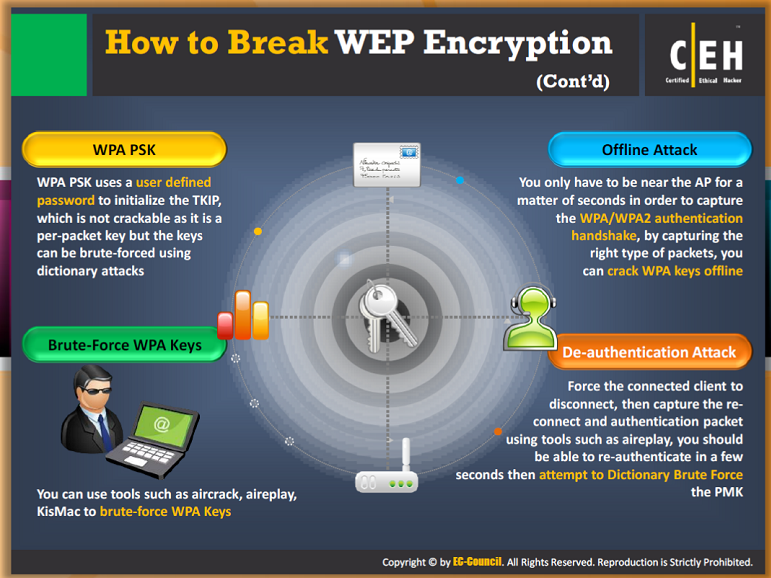 How to Break WEP Encryption
(Cont'd)
C|EH
TM
Certified Ethical Hacker
WPA PSK
WPA PSK uses a user defined
password to initialize the TKIP,
which is not crackable as it is a
per-packet key but the keys
can be brute-forced using
dictionary attacks
Offline Attack
You only have to be near the AP for a
matter of seconds in order to capture
the WPA/WPA2 authentication
handshake, by capturing the
right type of packets, you
can crack WPA keys offline
Brute-Force WPA Keys
@
You can use tools such as aircrack, aireplay,
KisMac to brute-force WPA Keys
De-authentication Attack
Force the connected client to
disconnect, then capture the re-
connect and authentication packet
using tools such as aireplay, you should
be able to re-authenticate in a few
seconds then attempt to Dictionary Brute Force
the PMK
Copyright © by EC-Council. All Rights Reserved. Reproduction is Strictly Prohibited.